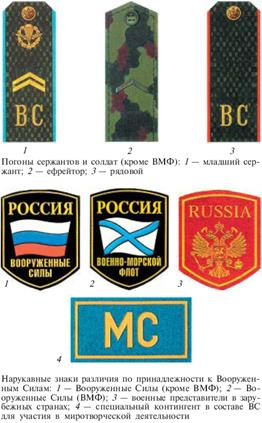 ВС
ВС
1
2
3
Погоны сержантов и солдат (кроме ВМФ): 1 — младший сер-
жант; 2 — ефрейтор; 3 — рядовой
РОССИЯ
ВООРУЖЕННЫЕ
СИЛЫ
РОССИЯ
ВОЕННО-МОРСКОЙ
ФЛОТ
RUSSIA
1
2
3
МС
4
Нарукавные знаки различия по принадлежности к Вооружен-
ным Силам: 1 — Вооруженные Силы (кроме ВМФ); 2 — Во-
оруженные Силы (ВМФ); 3 — военные представители в зару-
бежных странах; 4 — специальный контингент в составе ВС
для участия в миротворческой деятельности